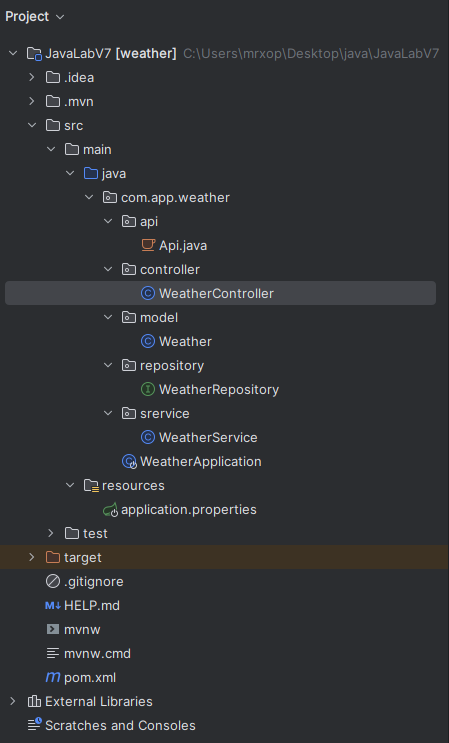 Project
JavaLabV7 [weather] C:\Users\mrxop\Desktop\java\JavaLabV7
.idea
.mvn
src
main
java
com.app.weather
api
Api.java
controller
WeatherController
model
Weather
repository
WeatherRepository
srervice
WeatherService
WeatherApplication
resources
application.properties
test
target
.gitignore
M↓ HELP.md
mvnw
mvnw.cmd
m pom.xml
External Libraries
Scratches and Consoles